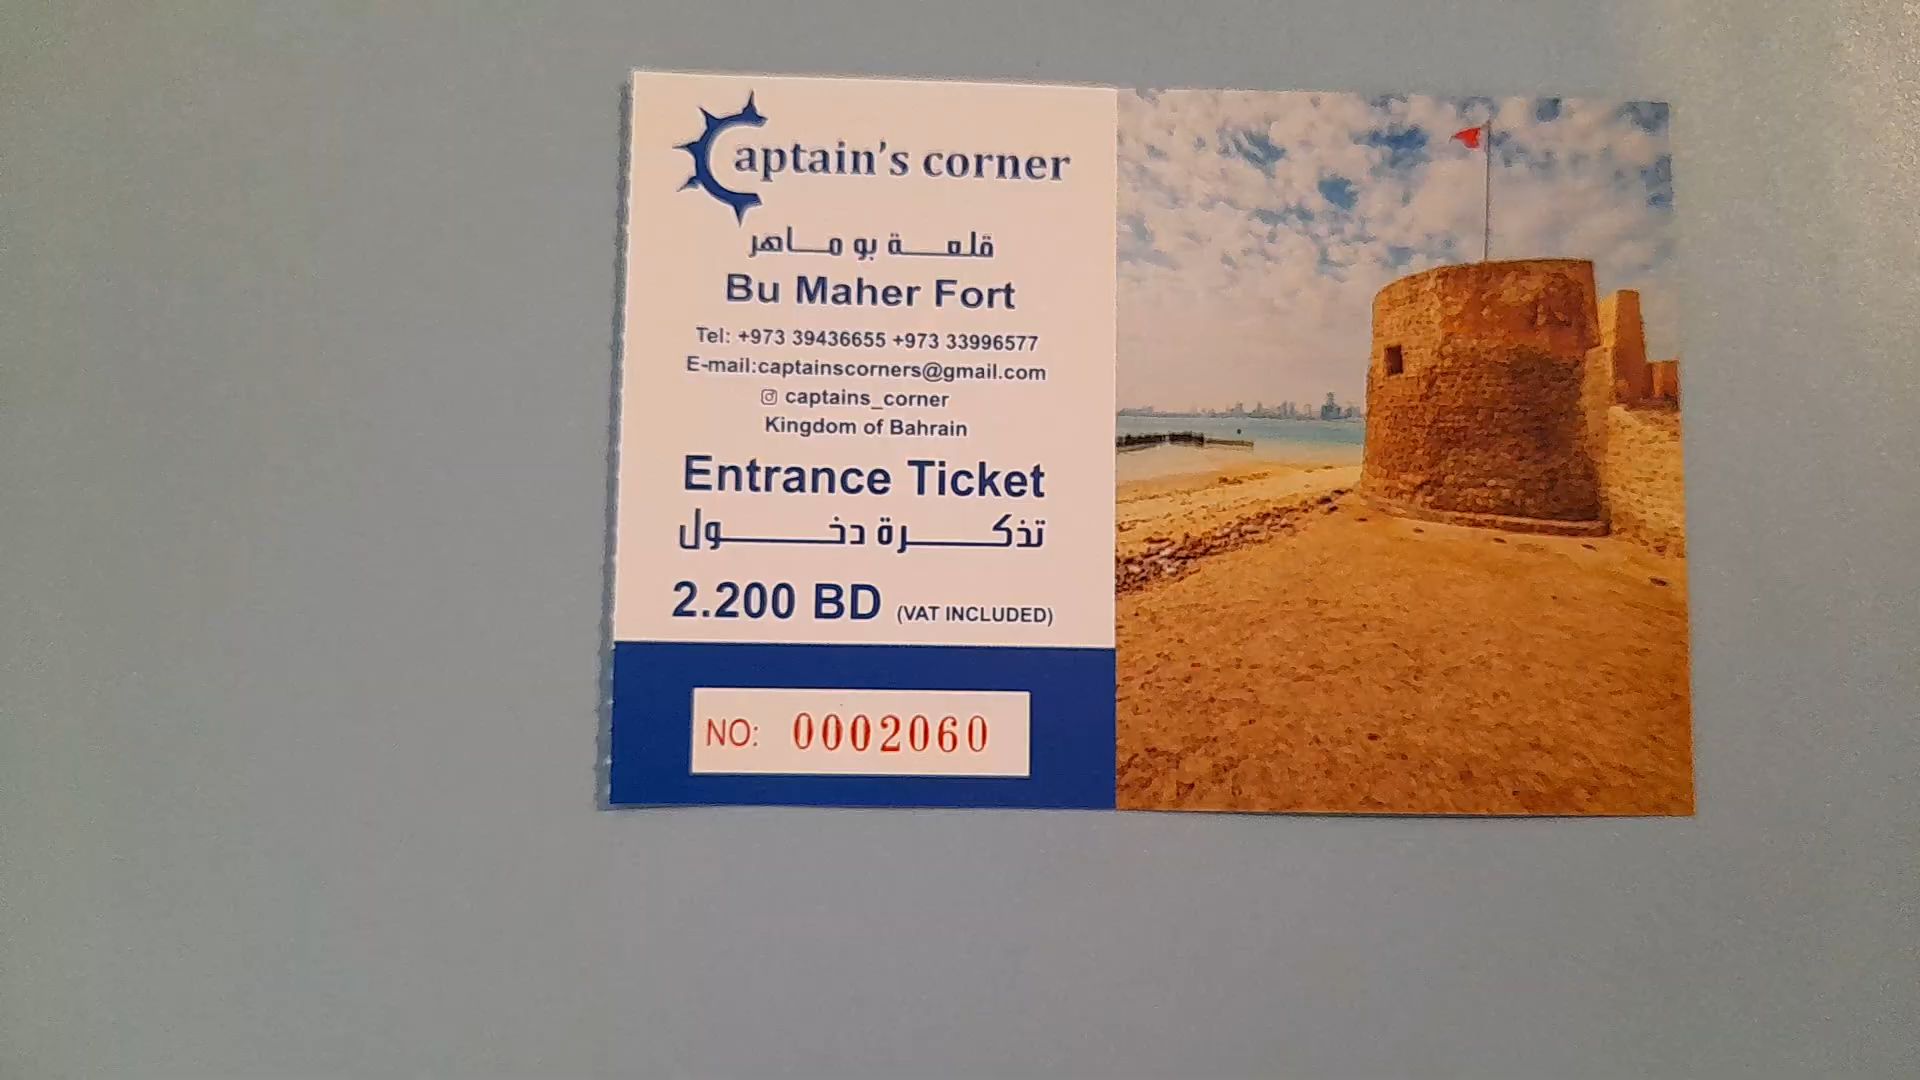 Captain's corner
قلعة بو ماهر
Bu Maher Fort
Tel: +973 39436655 +973 33996577
E-mail:captainscorners@gmail.com
captains_corner
Kingdom of Bahrain
Entrance Ticket
تذكرة دخول
2.200 BD (VAT INCLUDED)
NO: 0002060